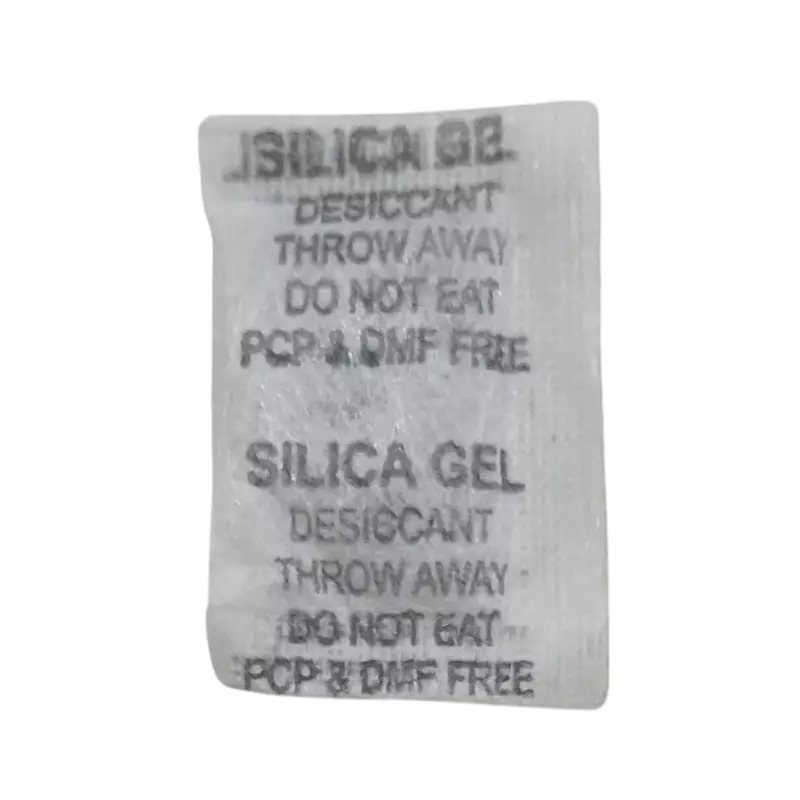 SILICA GEL
DESICCANT
THROW AWAY
DO NOT EAT
PCP & DMF FREE
SILICA GEL
DESICCANT
THROW AWAY
DO NOT EAT
PCP & DMF FREE